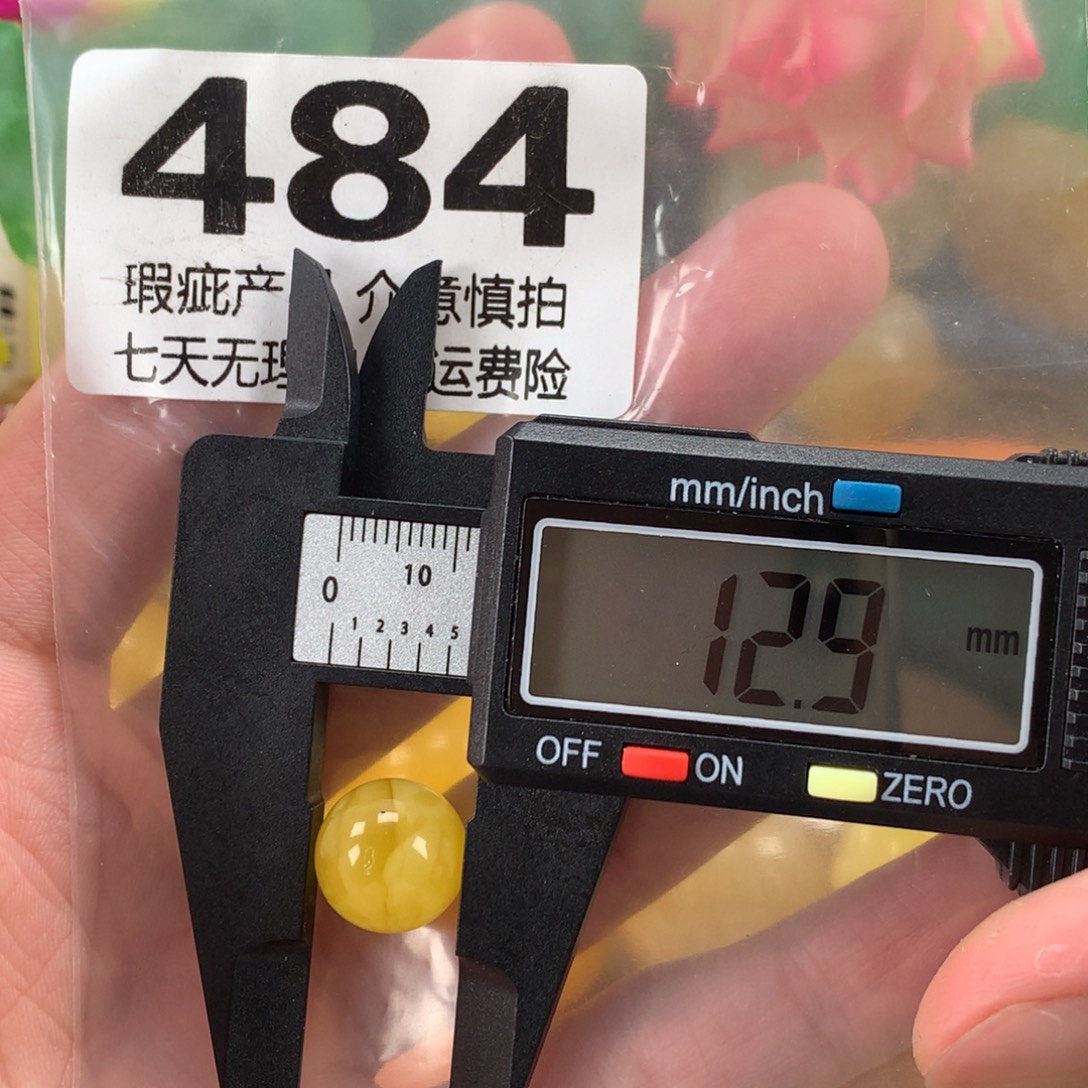 484
瑕疵产 介意慎拍
七天无理 运费险
mm/inch
0 10
1 2 3 4 5
12.9 mm
OFF ON ZERO